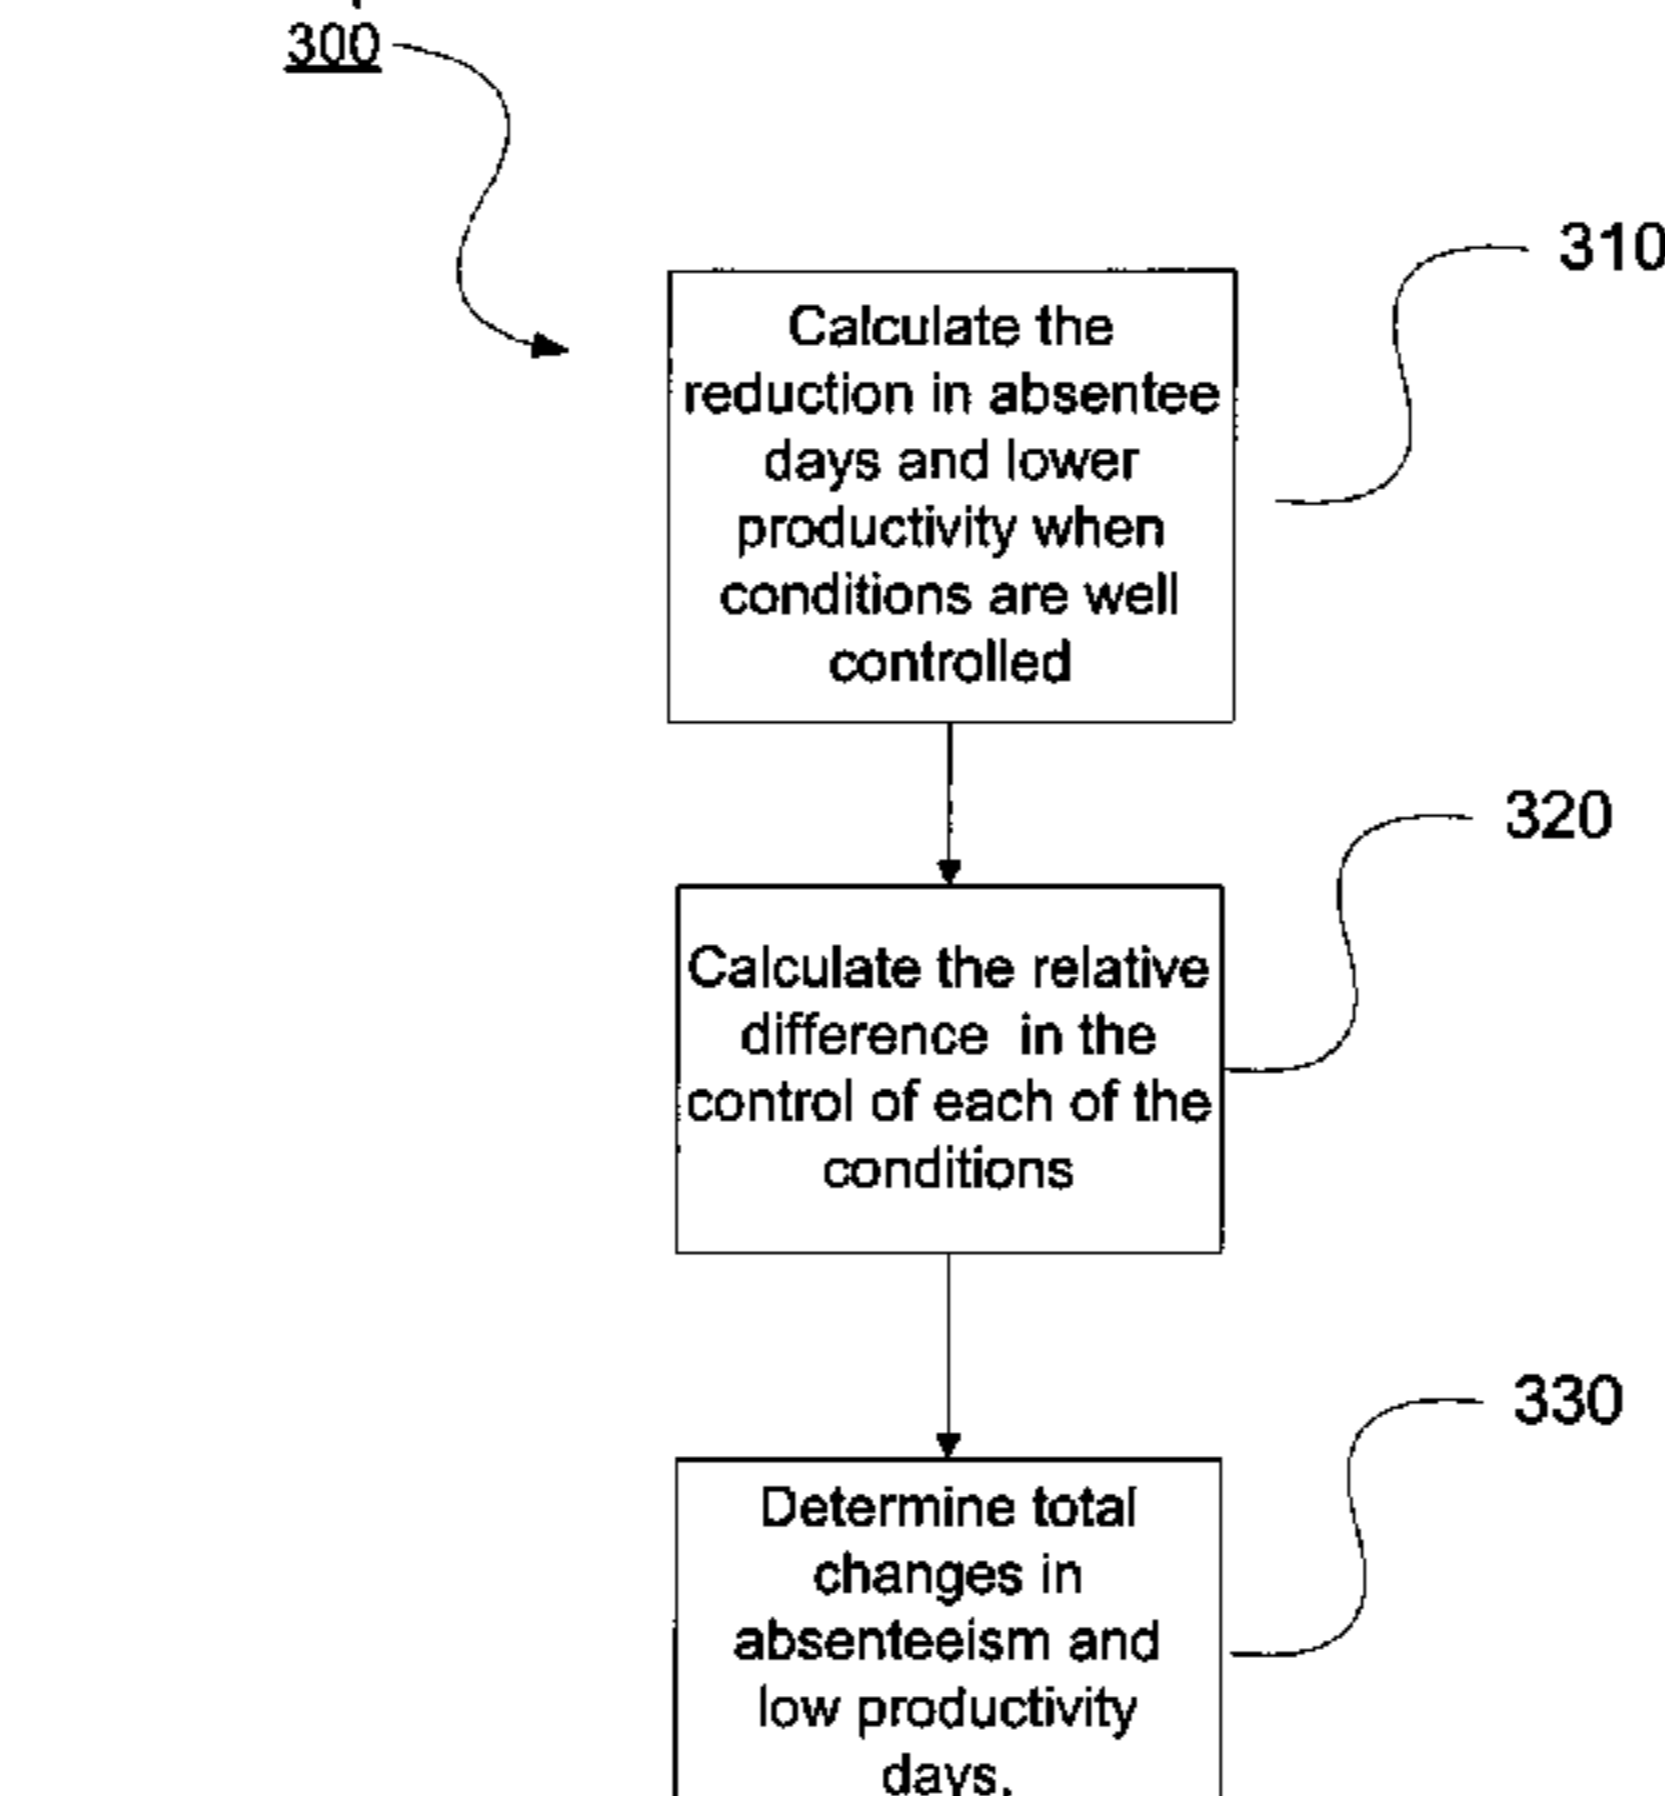 300
310
Calculate the
reduction in absentee
days and lower
productivity when
conditions are well
controlled
320
Calculate the relative
difference in the
control of each of the
conditions
330
Determine total
changes in
absenteeism and
low productivity
days.